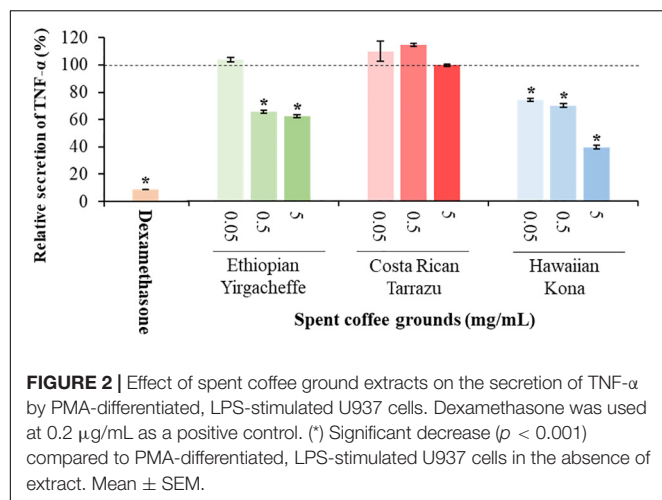 Relative secretion of TNF-α (%)
120
100
80
60
40
20
0
*
* *
* * *
Dexamethasone
0.05 0.5 5 0.05 0.5 5 0.05 0.5 5
Ethiopian Yirgacheffe
Costa Rican Tarrazu
Hawaiian Kona
Spent coffee grounds (mg/mL)
FIGURE 2 | Effect of spent coffee ground extracts on the secretion of TNF-α
by PMA-differentiated, LPS-stimulated U937 cells. Dexamethasone was used
at 0.2 μg/mL as a positive control. (*) Significant decrease (p < 0.001)
compared to PMA-differentiated, LPS-stimulated U937 cells in the absence of
extract. Mean ± SEM.